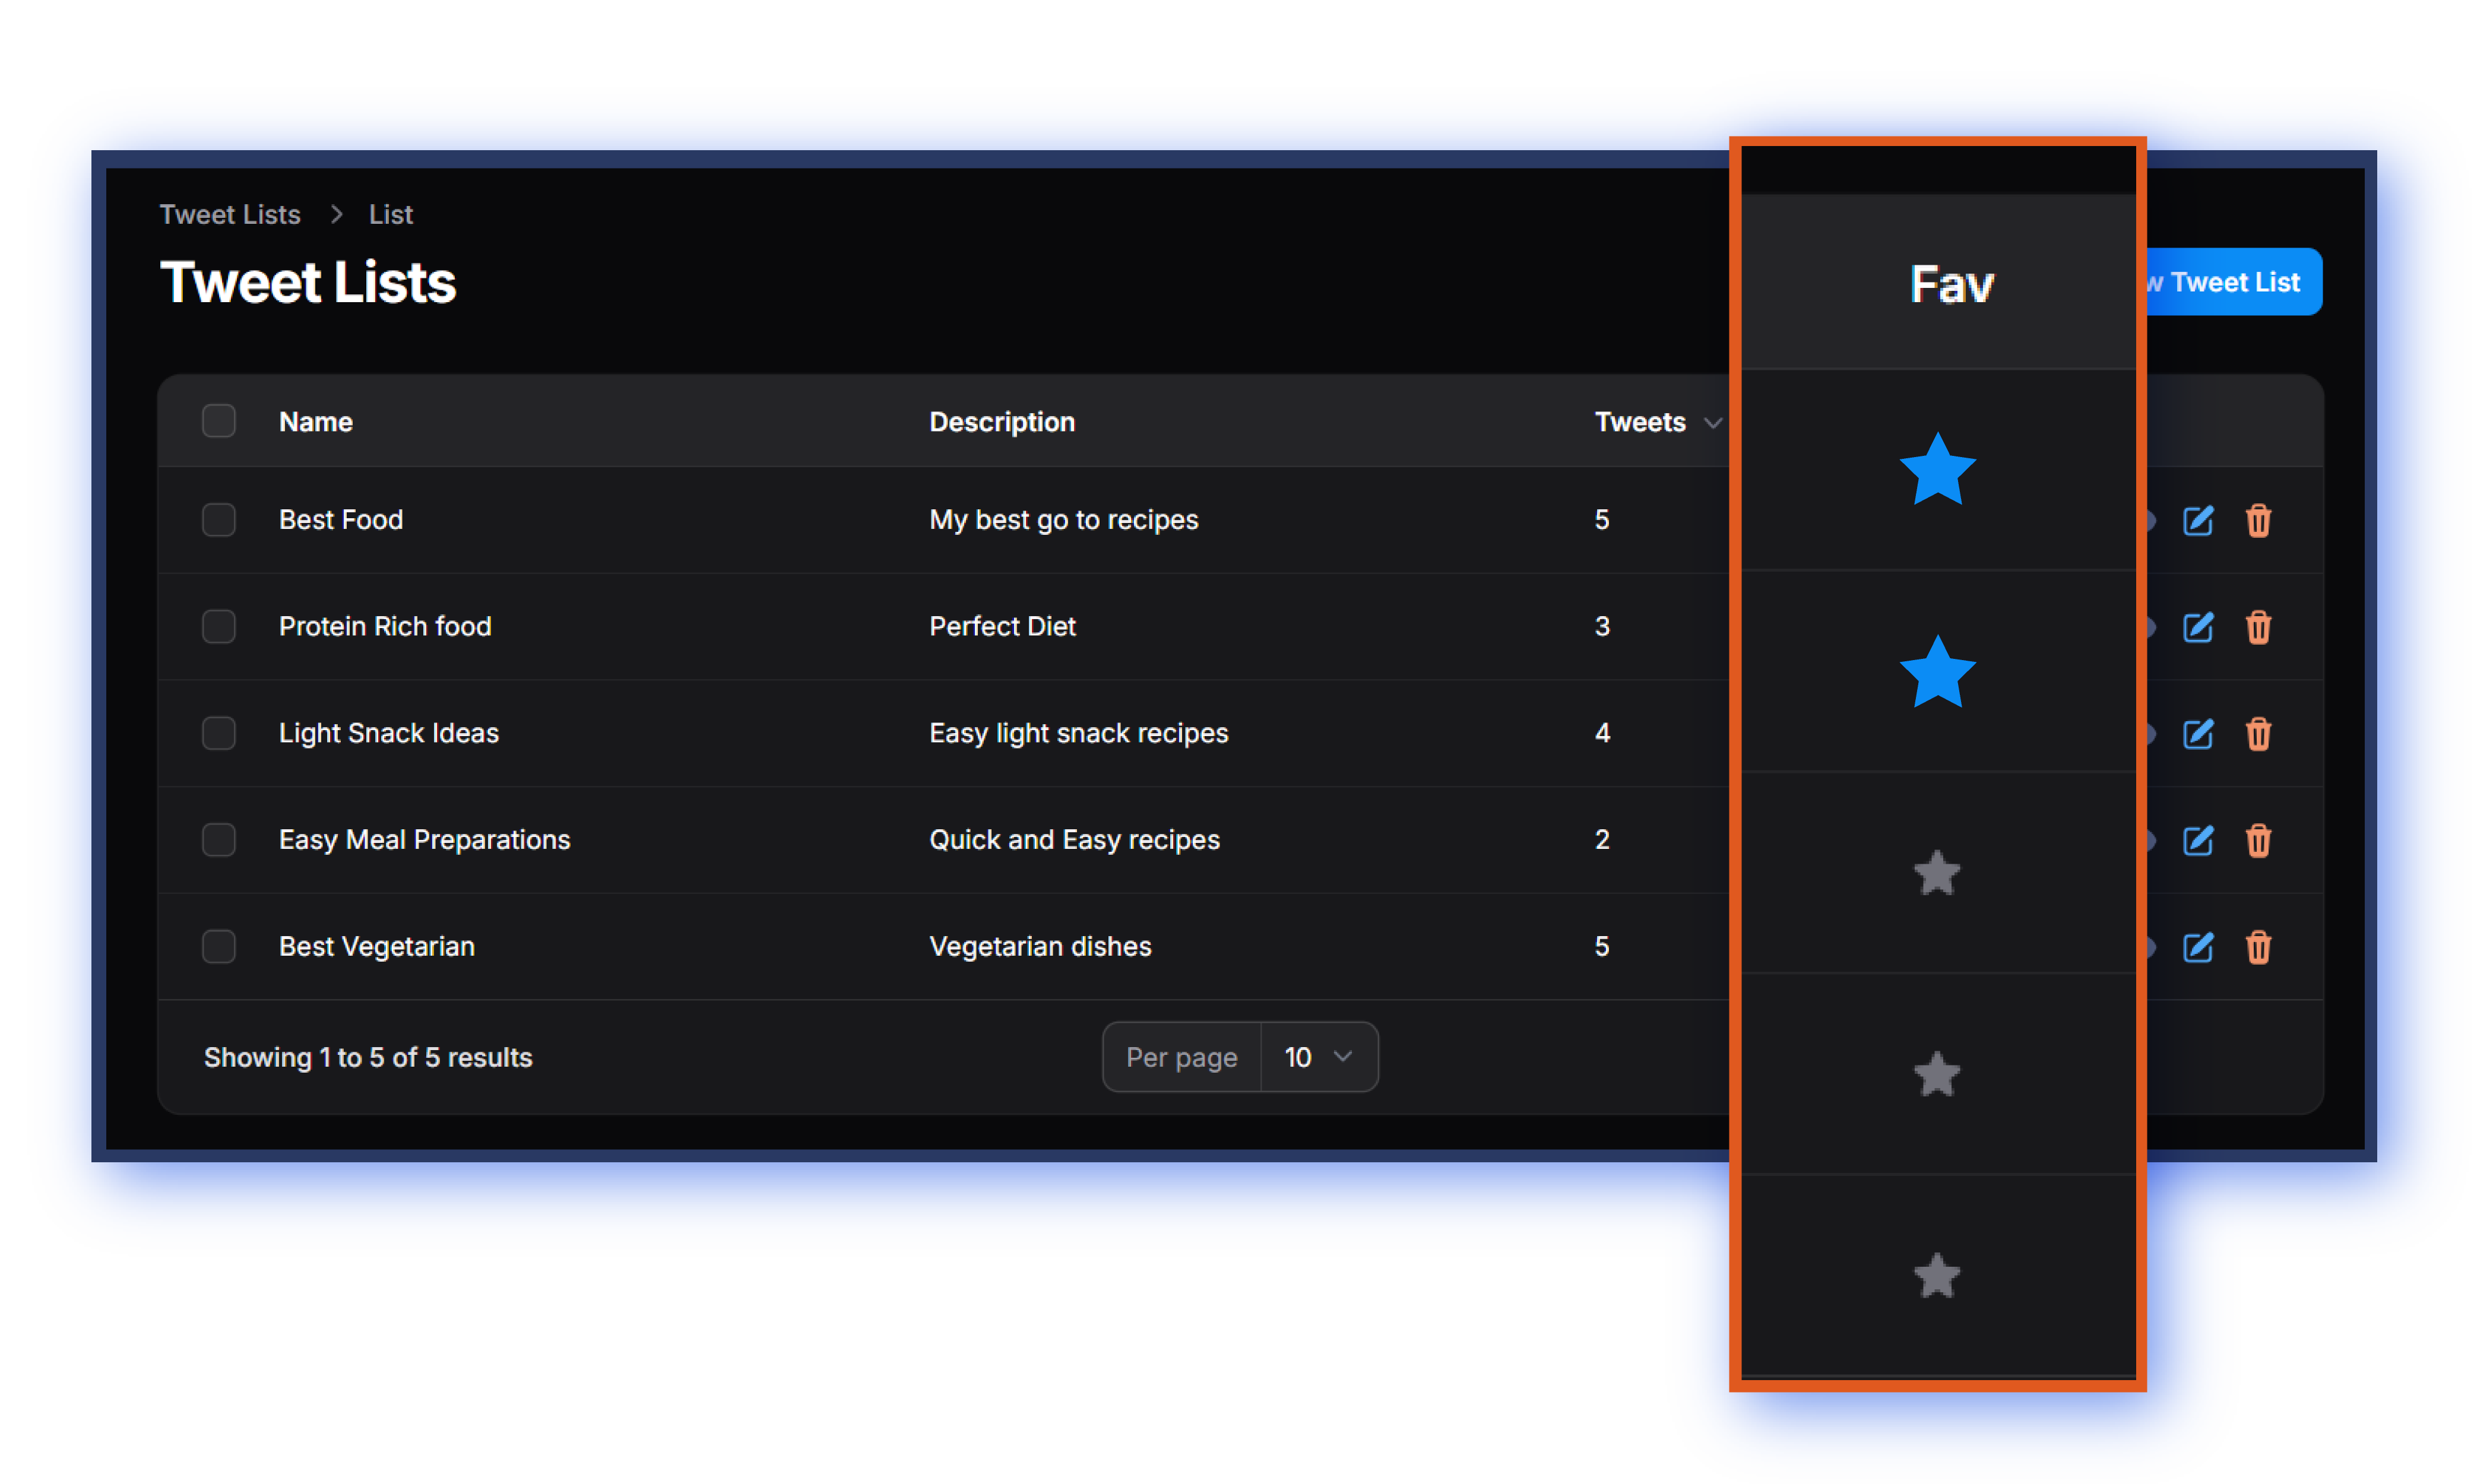 Tweet Lists > List
Tweet Lists
Tweet List
Name Description Tweets Fav
Best Food My best go to recipes 5
Protein Rich food Perfect Diet 3
Light Snack Ideas Easy light snack recipes 4
Easy Meal Preparations Quick and Easy recipes 2
Best Vegetarian Vegetarian dishes 5
Showing 1 to 5 of 5 results Per page 10